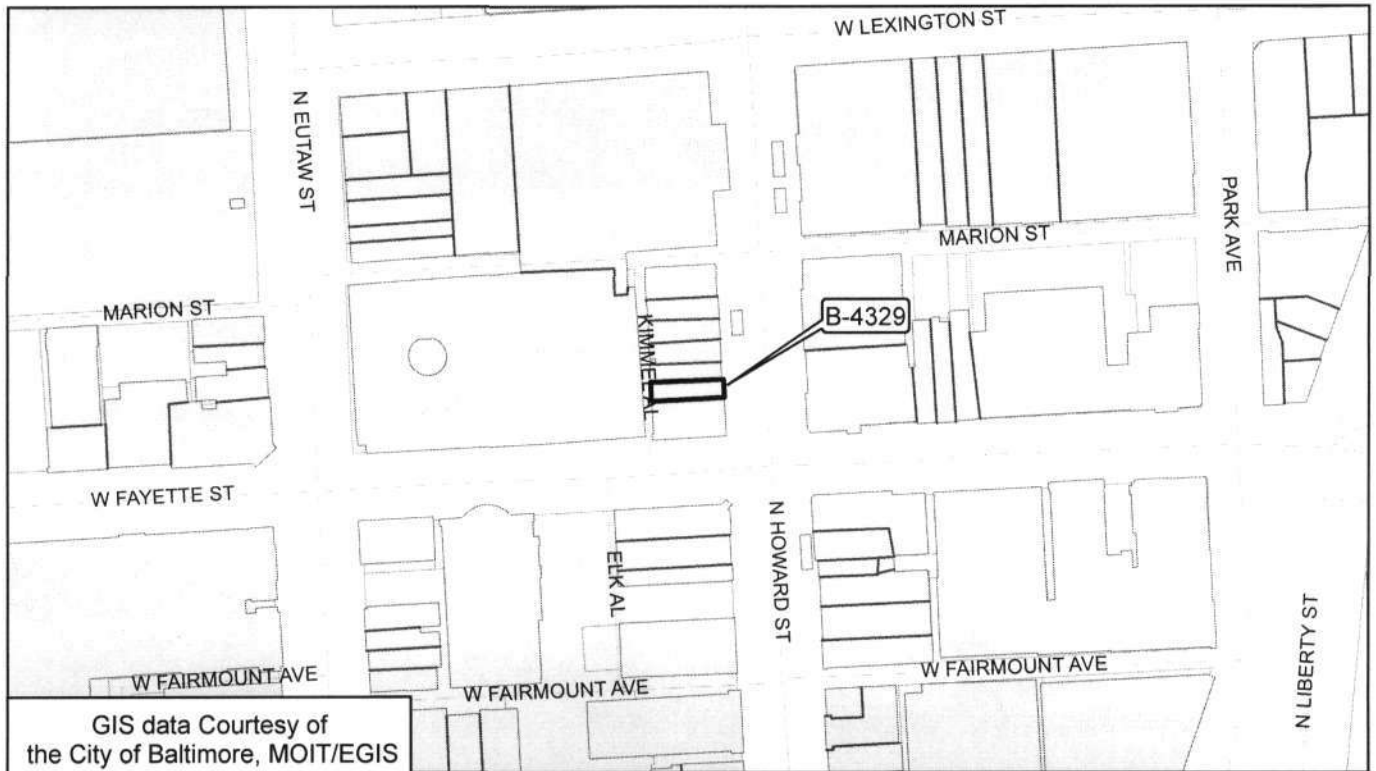 W LEXINGTON ST
N EUTAW ST
PARK AVE
MARION ST
MARION ST
B-4329
KIMMEL AL
W FAYETTE ST
N HOWARD ST
ELK AL
N LIBERTY ST
W FAIRMOUNT AVE
W FAIRMOUNT AVE
W FAIRMOUNT AVE
GIS data Courtesy of
the City of Baltimore, MOIT/EGIS